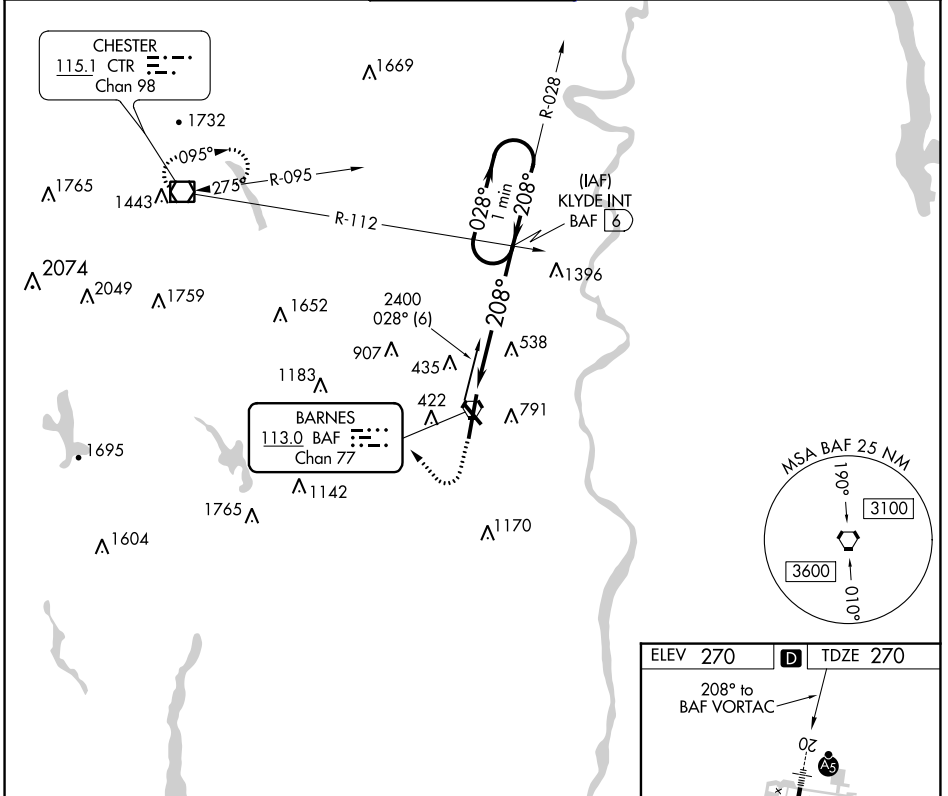 CHESTER
115.1 CTR
Chan 98
1669
1732
095°
275°
R-095
R-112
R-028
1765
1443
028°
1 min
208°
(IAF)
KLYDE INT
BAF 6
1396
2074
2049
1759
1652
208°
2400
028° (6)
907
435
538
1183
422
791
BARNES
113.0 BAF
Chan 77
1695
1142
1765
1604
1170
MSA BAF 25 NM
190°
3100
3600
010°
ELEV 270 D TDZE 270
208° to
BAF VORTAC
20
A5
x